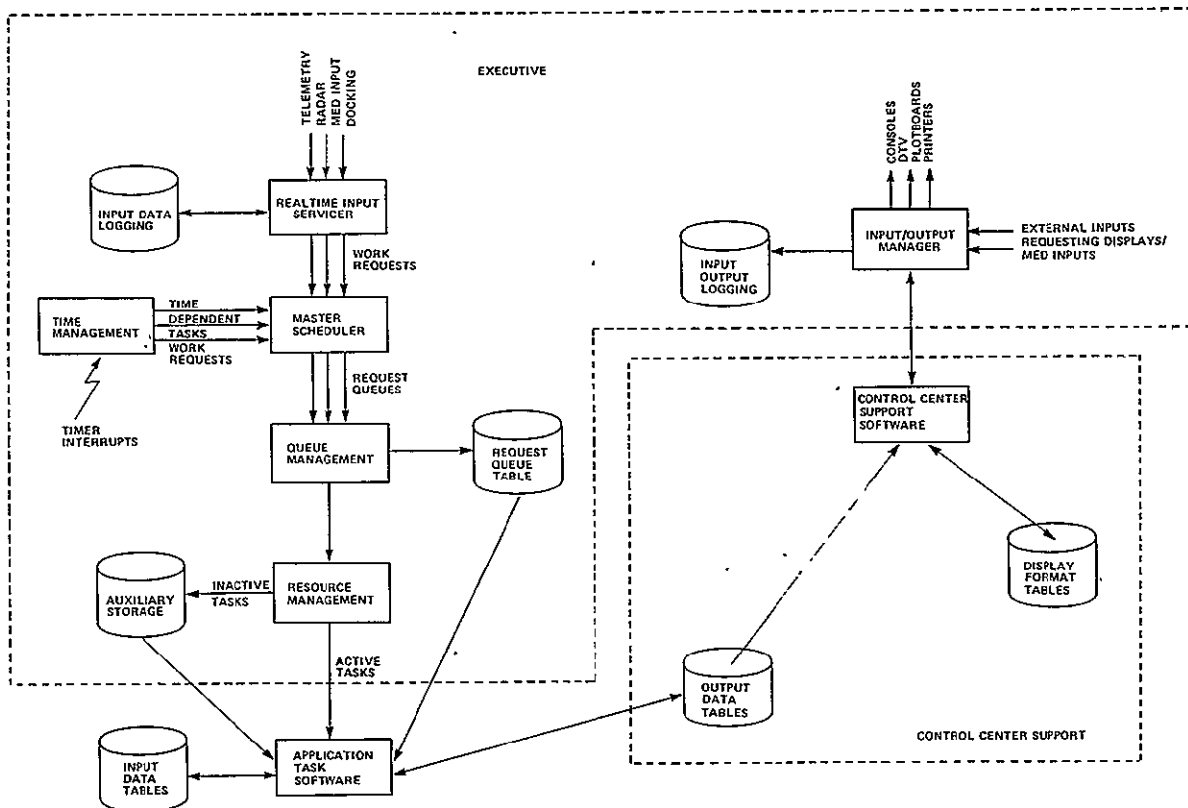 EXECUTIVE
TELEMETRY
RADAR
MED INPUT
DOCKING
CONSOLES
DTV
PLOTBOARDS
PRINTERS
INPUT DATA
LOGGING
REALTIME INPUT
SERVICER
INPUT/OUTPUT
MANAGER
EXTERNAL INPUTS
REQUESTING DISPLAYS/
MED INPUTS
INPUT
OUTPUT
LOGGING
WORK
REQUESTS
TIME
MANAGEMENT
TIME
DEPENDENT
TASKS
WORK
REQUESTS
MASTER
SCHEDULER
REQUEST
QUEUES
TIMER
INTERRUPTS
QUEUE
MANAGEMENT
REQUEST
QUEUE
TABLE
CONTROL CENTER
SUPPORT
SOFTWARE
AUXILIARY
STORAGE
INACTIVE
TASKS
RESOURCE
MANAGEMENT
DISPLAY
FORMAT
TABLES
ACTIVE
TASKS
OUTPUT
DATA
TABLES
INPUT
DATA
TABLES
APPLICATION
TASK
SOFTWARE
CONTROL CENTER SUPPORT